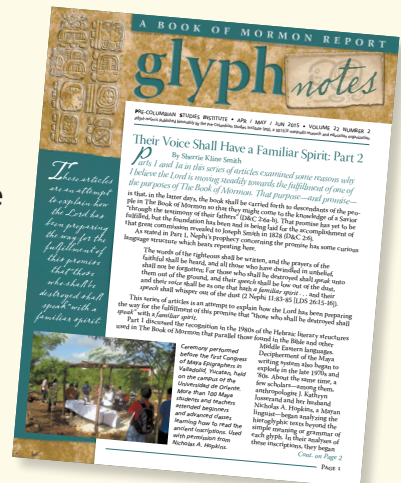 A BOOK OF MORMON REPORT
glyph notes
PRE-COLUMBIAN STUDIES INSTITUTE • APR / MAY / JUN 2015 • VOLUME 22 NUMBER 2
Their Voice Shall Have a Familiar Spirit: Part 2
By Sherrie Kline Smith
Parts 1 and 1a in this series of articles examined some reasons why
I believe the Lord is moving steadily towards the fulfillment of one of
the purposes of The Book of Mormon. That purpose—and promise—
is that, in the latter days, the book shall be carried forth to descendants of the peo-
ple in The Book of Mormon so that they might come to the knowledge of a Savior
"through the testimony of their fathers" (D&C 2:6a-b). That promise has yet to be
fulfilled, but the foundation has been and is being laid for the accomplishment of
that great commission revealed to Joseph Smith in 1828 (D&C 2:6).
As stated in Part 1, Nephi's prophecy concerning the promise has some curious
language structure which bears repeating here.
The words of the righteous shall be written, and the prayers of the
faithful shall be heard, and all those who have dwindled in unbelief,
shall not be forgotten; For those who shall be destroyed shall speak unto
them out of the ground, and their speech shall be low out of the dust,
and their voice shall be as one that hath a familiar spirit . . . and their
speech shall whisper out of the dust (2 Nephi 11:83-85 [LDS 26:15-16]).
This series of articles is an attempt to explain how the Lord has been preparing
the way for the fulfillment of this promise that "those who shall be destroyed shall
speak" with a familiar spirit.
Part 1 discussed the recognition in the 1980s of the Hebraic literary structures
used in The Book of Mormon that parallel those found in the Bible and other
Middle Eastern languages.
Decipherment of the Maya
writing system also began to
explode in the late 1970s and
'80s. About the same time, a
few scholars—among them,
anthropologist J. Kathryn
Josserand and her husband
Nicholas A. Hopkins, a Mayan
linguist—began analyzing the
hieroglyphic texts beyond the
simple meaning or grammar of
each glyph. In their analyses of
these inscriptions, they began
Cont. on Page 2
PAGE 1
These articles
are an attempt
to explain how
the Lord has
been preparing
the way for the
fulfillment of
this promise
that "those
who shall be
destroyed shall
speak" with a
familiar spirit.
Ceremony performed
before the first Congress
of Maya Epigraphers in
Valladolid, Yucatan, held
on the campus of the
Universidad de Oriente.
More than 100 Maya
students and teachers
attended beginners
and advanced classes
learning how to read the
ancient inscriptions. Used
with permission from
Nicholas A. Hopkins.